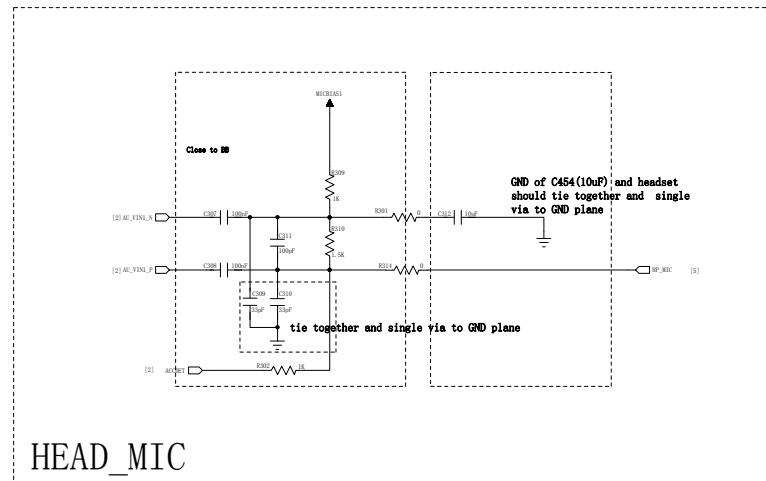 MICBIAS1
Close to BB
R309
1K
GND of C454(10uF) and headset
should tie together and single
via to GND plane
[2] AU_VIN1_N
C307
100nF
R301
0
C312
10uF
C311
100pF
R310
1.5K
[2] AU_VIN1_P
C308
100nF
R314
0
HP_MIC
[5]
C309
33pF
C310
33pF
tie together and single via to GND plane
[2]
ACCDET
R302
1K
HEAD_MIC